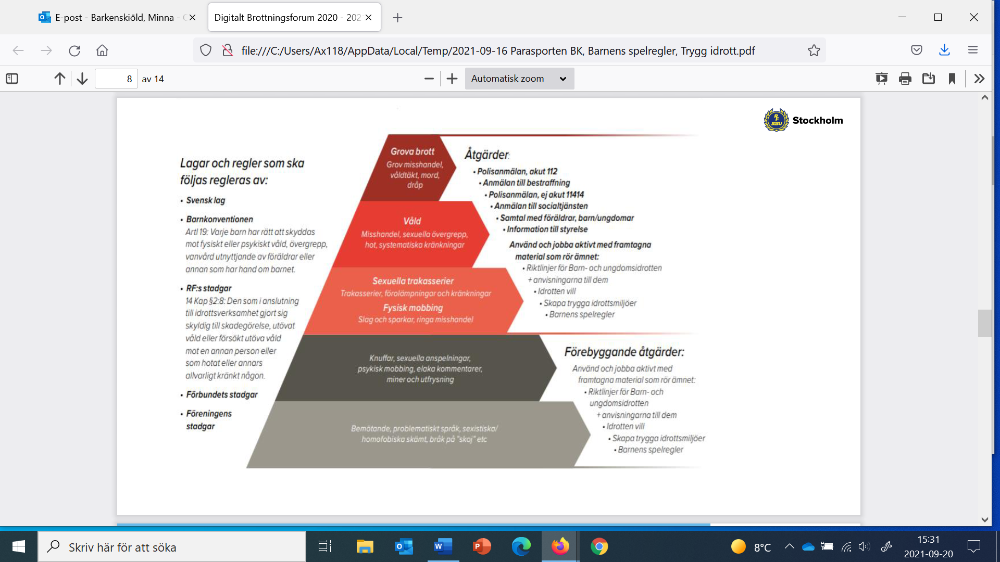 E-post - Barkenskiöld, Minna -
Digitalt Brottningsforum 2020 - 202
file:///C:/Users/Ax118/AppData/Local/Temp/2021-09-16 Parasporten BK, Barnens spelregler, Trygg idrott.pdf
8 av 14
Automatisk zoom
RF
SISU
Stockholm
Lagar och regler som ska
följas regleras av:
• Svensk lag
• Barnkonventionen
Artl 19: Varje barn har rätt att skyddas
mot fysiskt eller psykiskt våld, övergrepp,
vanvård utnyttjande av föräldrar eller
annan som har hand om barnet.
• RF:s stadgar
14 Kap §2:8: Den som i anslutning
till idrottsverksamhet gjort sig
skyldig till skadegörelse, utövat
våld eller försökt utöva våld
mot en annan person eller
som hotat eller annars
allvarligt kränkt någon.
• Förbundets stadgar
• Föreningens
stadgar
Grova brott
Grov misshandel,
våldtäkt, mord,
dråp
Våld
Misshandel, sexuella övergrepp,
hot, systematiska kränkningar
Sexuella trakasserier
Trakasserier, förolämpningar och kränkningar
Fysisk mobbing
Slag och sparkar, ringa misshandel
Knuffar, sexuella anspelningar,
psykisk mobbing, elaka kommentarer,
miner och utfrysning
Bemötande, problematiskt språk, sexistiska/
homofobiska skämt, bråk på "skoj" etc
Åtgärder:
• Polisanmälan, akut 112
• Anmälan till bestraffning
• Polisanmälan, ej akut 11414
• Anmälan till socialtjänsten
• Samtal med föräldrar, barn/ungdomar
• Information till styrelse
Använd och jobba aktivt med framtagna
material som rör ämnet:
• Riktlinjer för Barn- och ungdomsidrotten
+ anvisningarna till dem
• Idrotten vill
• Skapa trygga idrottsmiljöer
• Barnens spelregler
Förebyggande åtgärder:
Använd och jobba aktivt med
framtagna material som rör ämnet:
• Riktlinjer för Barn- och
ungdomsidrotten
+ anvisningarna till dem
• Idrotten vill
• Skapa trygga idrottsmiljöer
• Barnens spelregler
Skriv här för att söka
8°C
15:31
2021-09-20